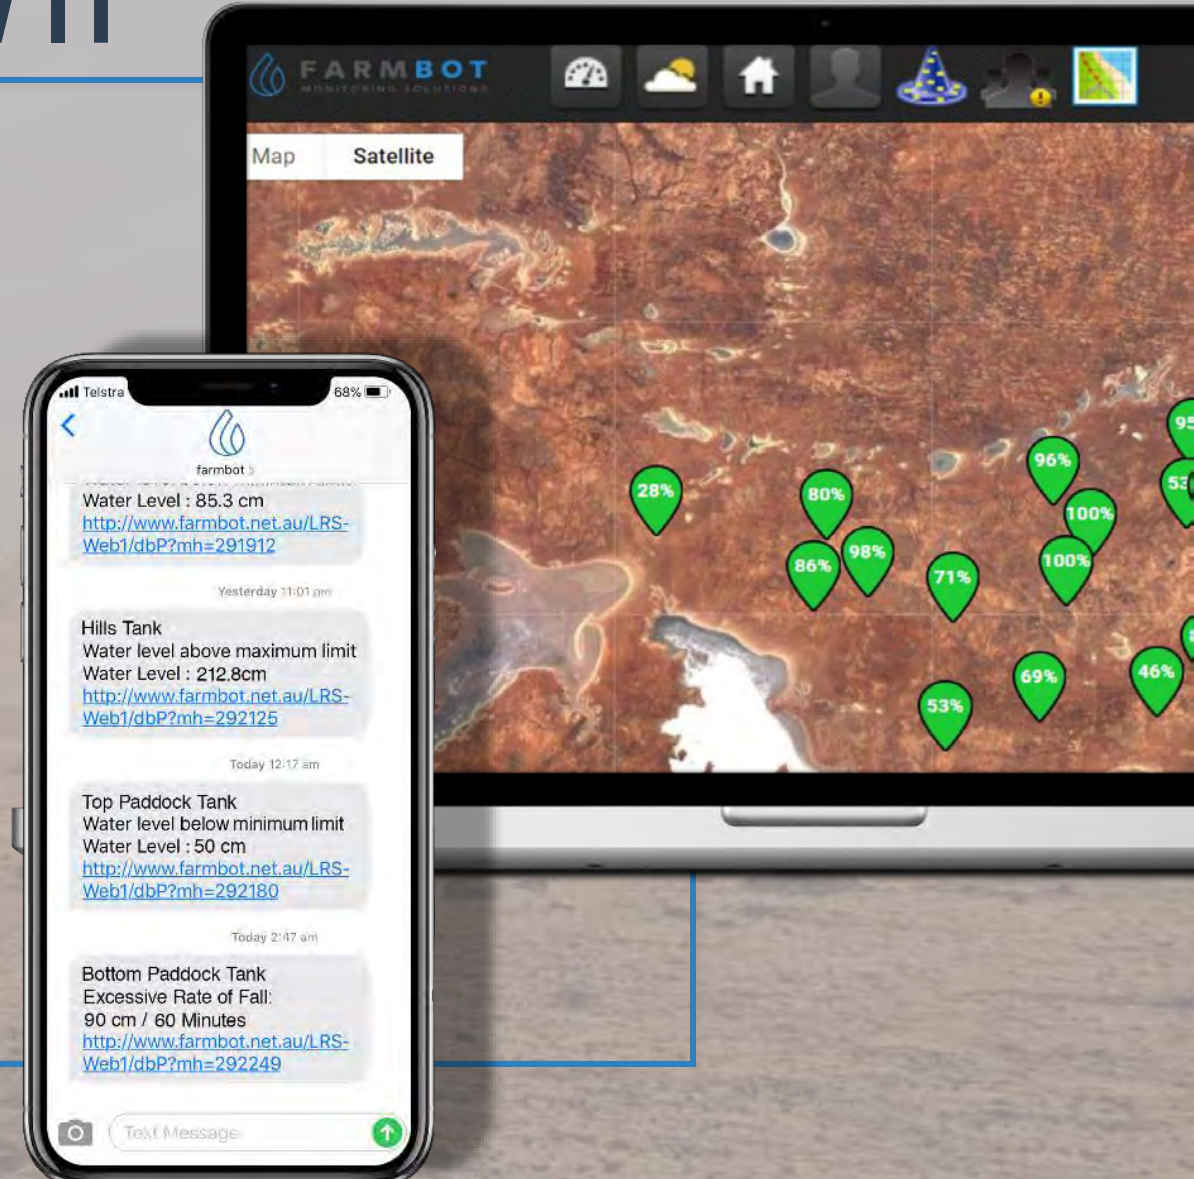 FARMBOT
MONITORING SOLUTIONS
Map Satellite
28%
80%
86%
98%
71%
96%
100%
100%
95
53
53%
69%
46%
Telstra
68%
farmbot
Water Level : 85.3 cm
http://www.farmbot.net.au/LRS-
Web1/dbP?mh=291912
Yesterday 11:01 pm
Hills Tank
Water level above maximum limit
Water Level : 212.8cm
http://www.farmbot.net.au/LRS-
Web1/dbP?mh=292125
Today 12:17 am
Top Paddock Tank
Water level below minimum limit
Water Level : 50 cm
http://www.farmbot.net.au/LRS-
Web1/dbP?mh=292180
Today 2:47 am
Bottom Paddock Tank
Excessive Rate of Fall:
90 cm / 60 Minutes
http://www.farmbot.net.au/LRS-
Web1/dbP?mh=292249
Text Message